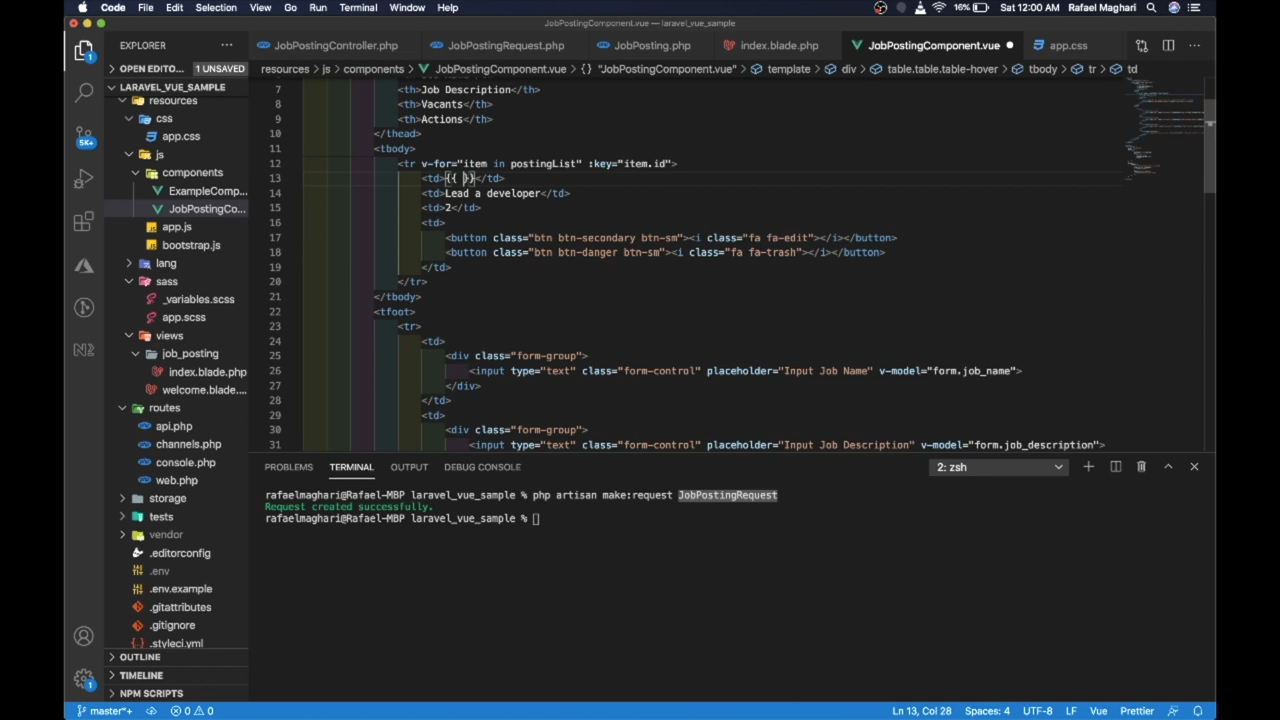 Code File Edit Selection View Go Run Terminal Window Help 16% Sat 12:00 AM Rafael Maghari
JobPostingComponent.vue — laravel_vue_sample
EXPLORER ··· JobPostingController.php JobPostingRequest.php JobPosting.php index.blade.php JobPostingComponent.vue app.css
OPEN EDITO... 1 UNSAVED
resources > js > components > JobPostingComponent.vue > {} "JobPostingComponent.vue" > template > div > table.table.table-hover > tbody > tr > td
LARAVEL_VUE_SAMPLE
resources
css
app.css
js
components
ExampleComp...
JobPostingCo...
app.js
bootstrap.js
lang
sass
_variables.scss
app.scss
views
job_posting
index.blade.php
welcome.blade....
routes
api.php
channels.php
console.php
web.php
storage
tests
vendor
.editorconfig
.env
.env.example
.gitattributes
.gitignore
.styleci.yml
OUTLINE
TIMELINE
NPM SCRIPTS
1
5K+
1
7 <th>Job Description</th>
8 <th>Vacants</th>
9 <th>Actions</th>
10 </thead>
11 <tbody>
12 <tr v-for="item in postingList" :key="item.id">
13 <td>{{ }}</td>
14 <td>Lead a developer</td>
15 <td>2</td>
16 <td>
17 <button class="btn btn-secondary btn-sm"><i class="fa fa-edit"></i></button>
18 <button class="btn btn-danger btn-sm"><i class="fa fa-trash"></i></button>
19 </td>
20 </tr>
21 </tbody>
22 <tfoot>
23 <tr>
24 <td>
25 <div class="form-group">
26 <input type="text" class="form-control" placeholder="Input Job Name" v-model="form.job_name">
27 </div>
28 </td>
29 <td>
30 <div class="form-group">
31 <input type="text" class="form-control" placeholder="Input Job Description" v-model="form.job_description">
PROBLEMS TERMINAL OUTPUT DEBUG CONSOLE 2: zsh
rafaelmaghari@Rafael-MBP laravel_vue_sample % php artisan make:request JobPostingRequest
Request created successfully.
rafaelmaghari@Rafael-MBP laravel_vue_sample %
master*+ 0 0 Ln 13, Col 28 Spaces: 4 UTF-8 LF Vue Prettier